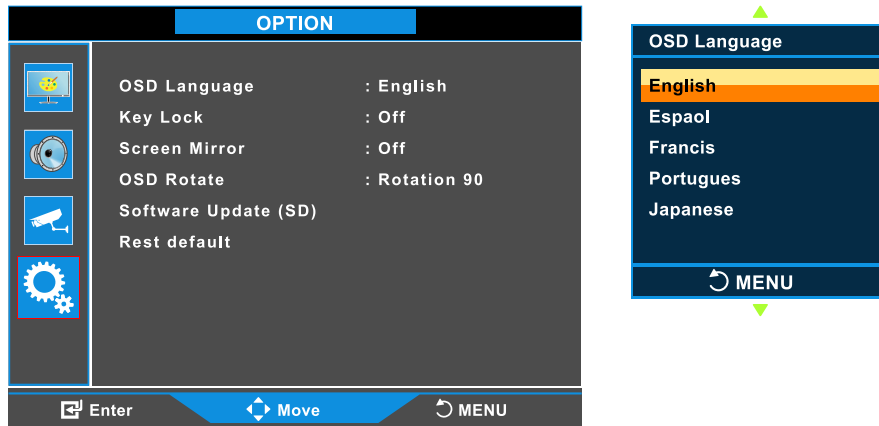 OPTION
OSD Language : English
Key Lock : Off
Screen Mirror : Off
OSD Rotate : Rotation 90
Software Update (SD)
Rest default
Enter Move MENU
OSD Language
English
Espaol
Francis
Portugues
Japanese
MENU